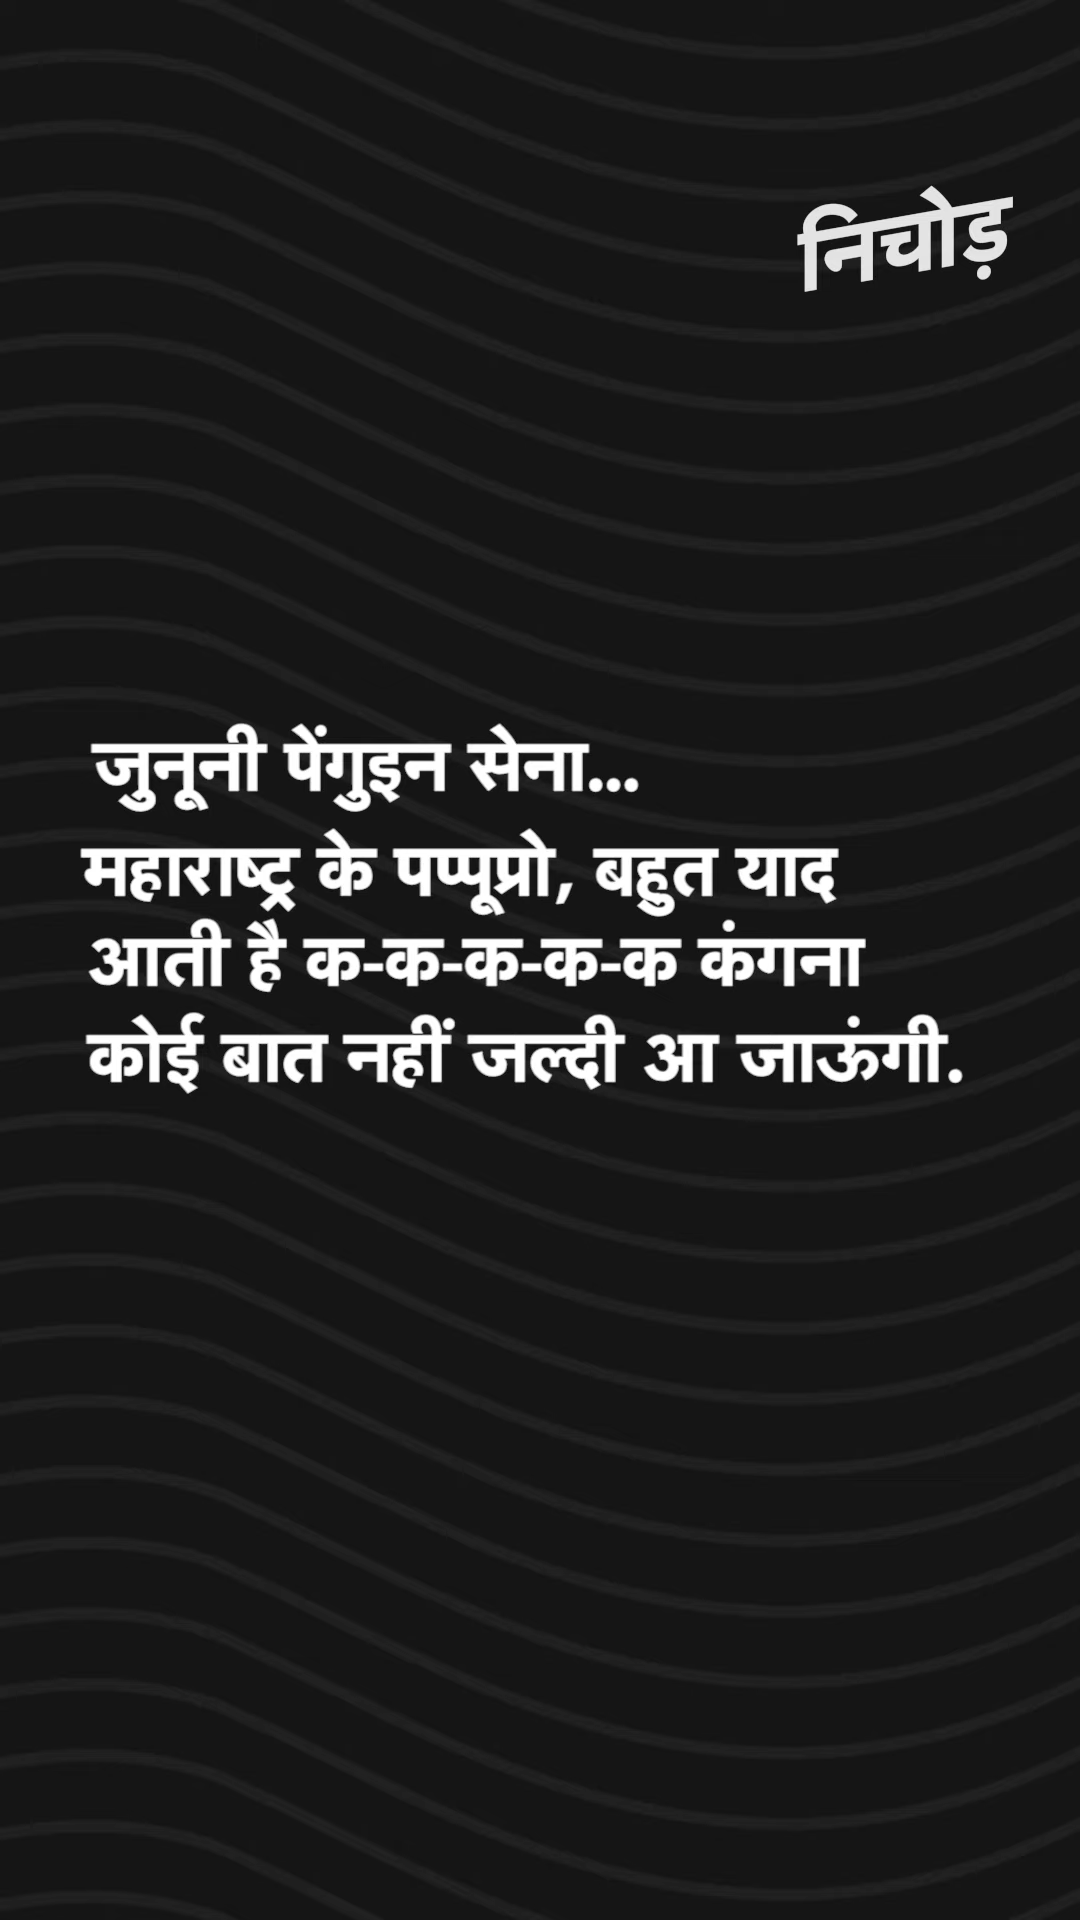 निचोड़
जुनूनी पेंगुइन सेना...
महाराष्ट्र के पप्पूप्रो, बहुत याद
आती है क-क-क-क-क कंगना
कोई बात नहीं जल्दी आ जाऊंगी.